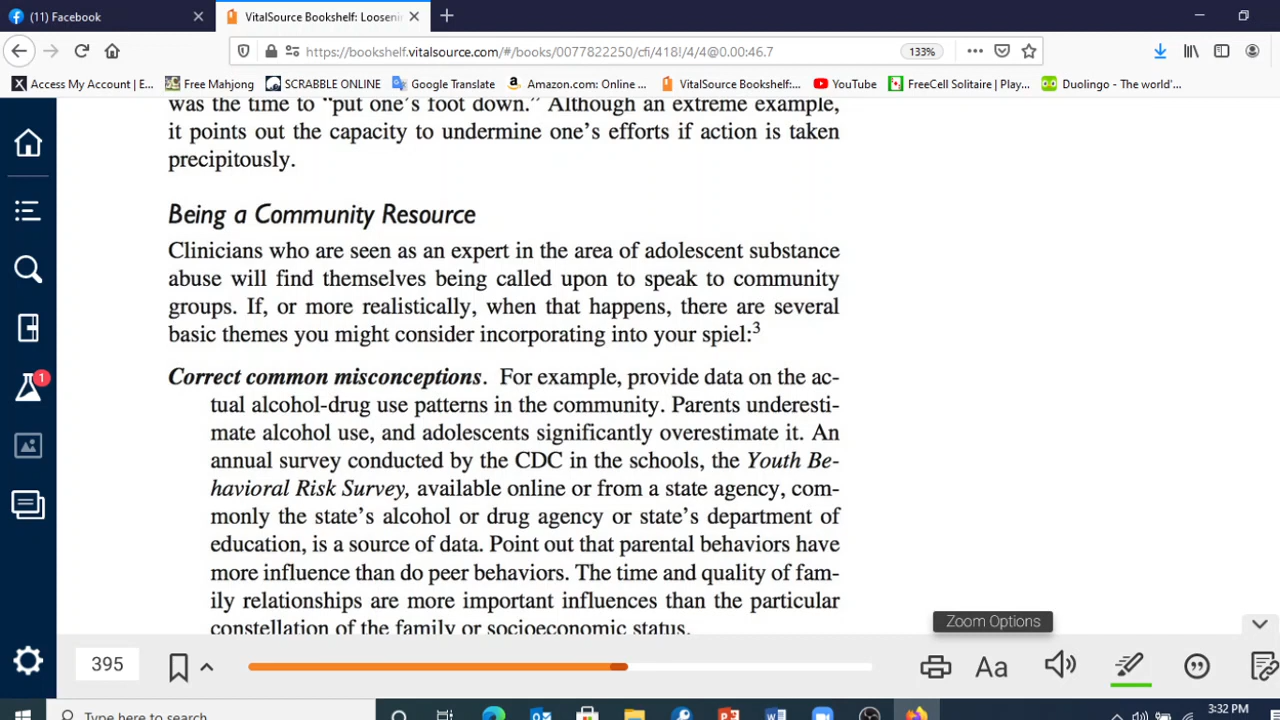 (11) Facebook
VitalSource Bookshelf: Loosenin
https://bookshelf.vitalsource.com/#/books/0077822250/cfi/418!/4/4@0.00:46.7
133%
Access My Account | E...
Free Mahjong
SCRABBLE ONLINE
Google Translate
Amazon.com: Online ...
VitalSource Bookshelf:...
YouTube
FreeCell Solitaire | Play...
Duolingo - The world'...
was the time to “put one’s foot down.” Although an extreme example,
it points out the capacity to undermine one’s efforts if action is taken
precipitously.
Being a Community Resource
Clinicians who are seen as an expert in the area of adolescent substance
abuse will find themselves being called upon to speak to community
groups. If, or more realistically, when that happens, there are several
basic themes you might consider incorporating into your spiel:3
Correct common misconceptions. For example, provide data on the ac-
tual alcohol-drug use patterns in the community. Parents underesti-
mate alcohol use, and adolescents significantly overestimate it. An
annual survey conducted by the CDC in the schools, the Youth Be-
havioral Risk Survey, available online or from a state agency, com-
monly the state’s alcohol or drug agency or state’s department of
education, is a source of data. Point out that parental behaviors have
more influence than do peer behaviors. The time and quality of fam-
ily relationships are more important influences than the particular
constellation of the family or socioeconomic status.
1
Zoom Options
395
Aa
Type here to search
3:32 PM